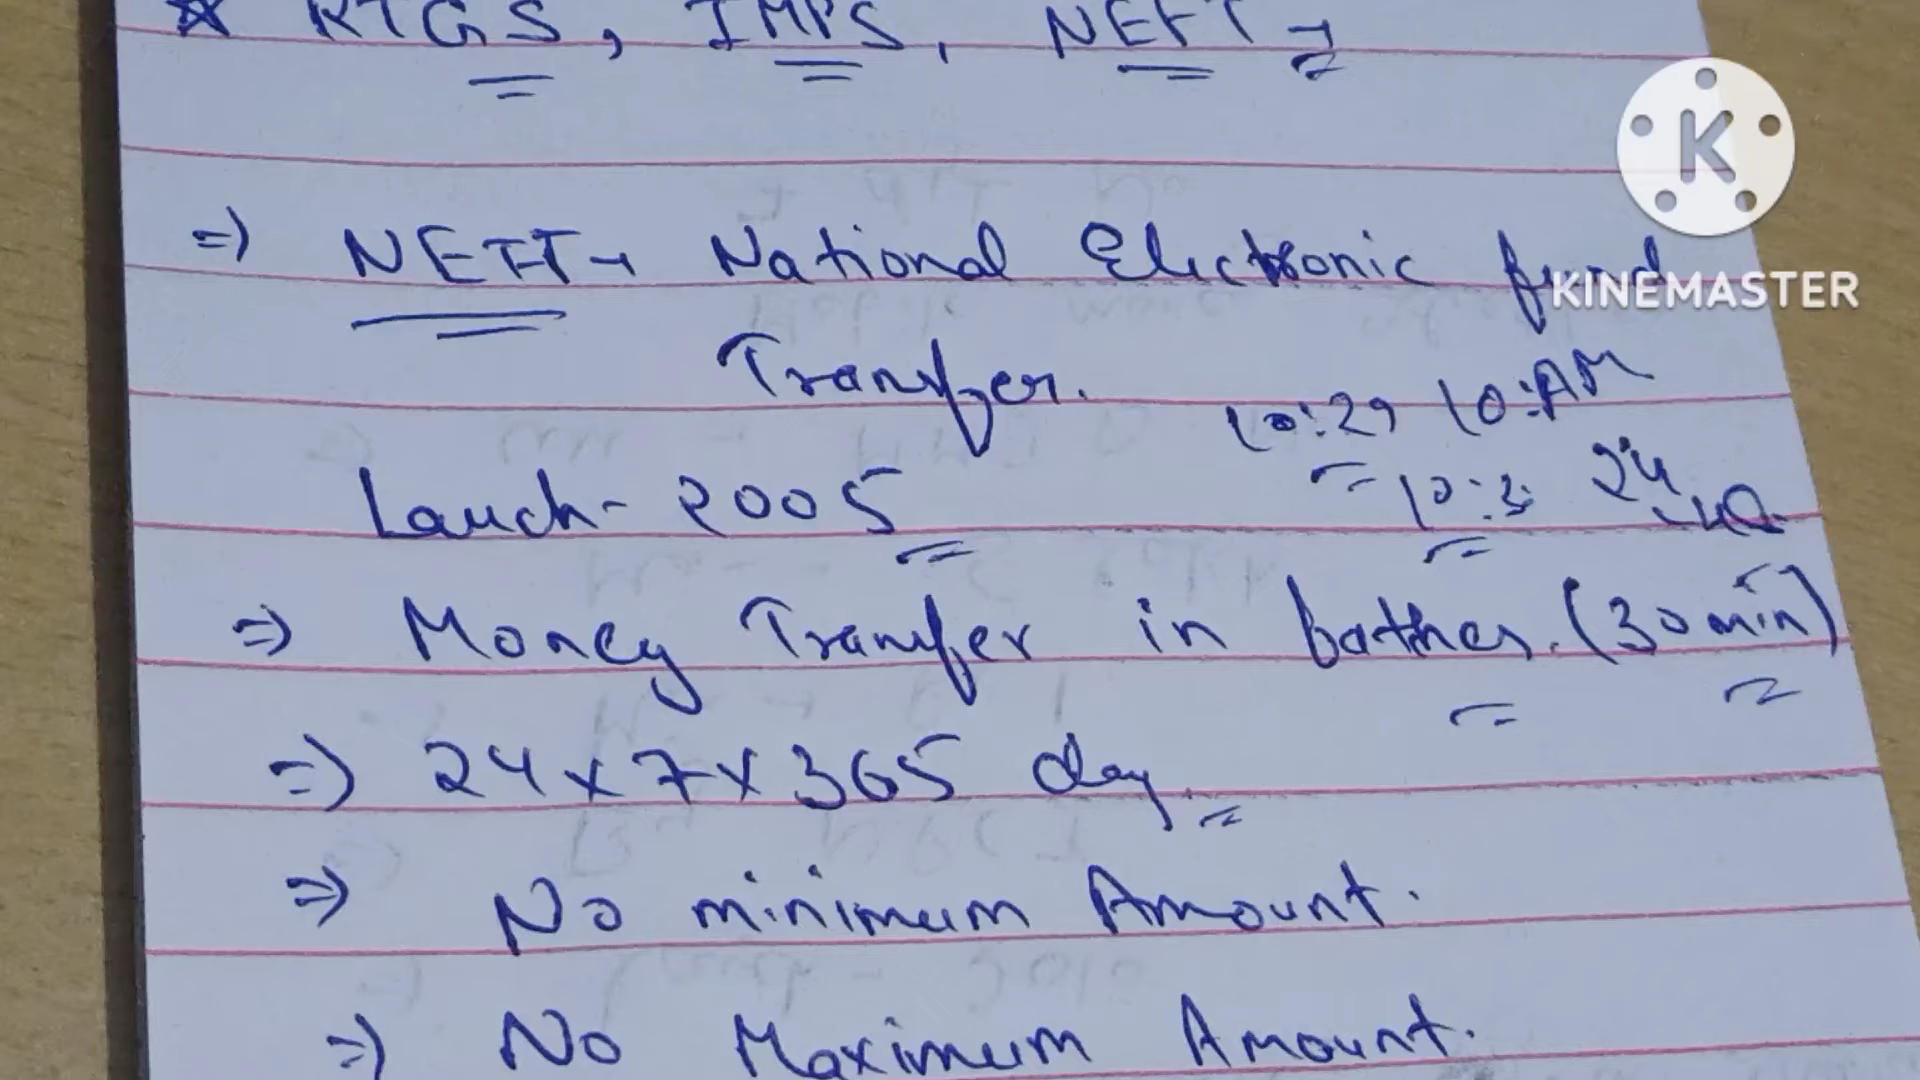 ☆ RTGS, IMPS, NEFT →
K
⇒ NEFT → National Electronic fund
KINEMASTER
Transfer.
10:29 10:AM
Lauch - 2005
10:3 24
⇒ Money Transfer in bathes. (30 min)
⇒ 24 x 7 x 365 day.
⇒ No minimum Amount.
⇒ No Maximum Amount.